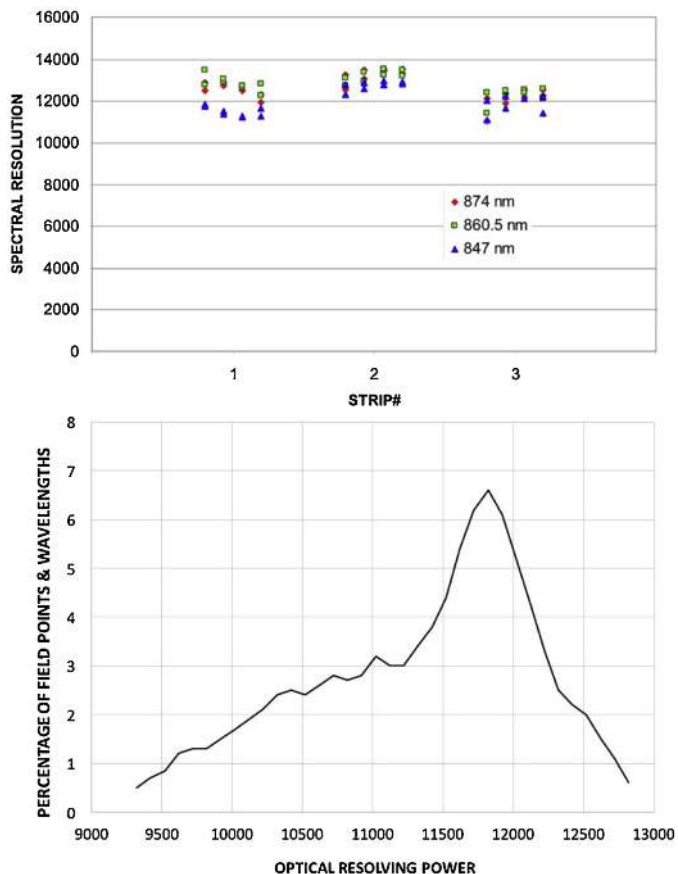 16000
14000
12000
10000
8000
6000
4000
2000
0
SPECTRAL RESOLUTION
874 nm
860.5 nm
847 nm
1 2 3
STRIP#
8
7
6
5
4
3
2
1
0
PERCENTAGE OF FIELD POINTS & WAVELENGTHS
9000 9500 10000 10500 11000 11500 12000 12500 13000
OPTICAL RESOLVING POWER